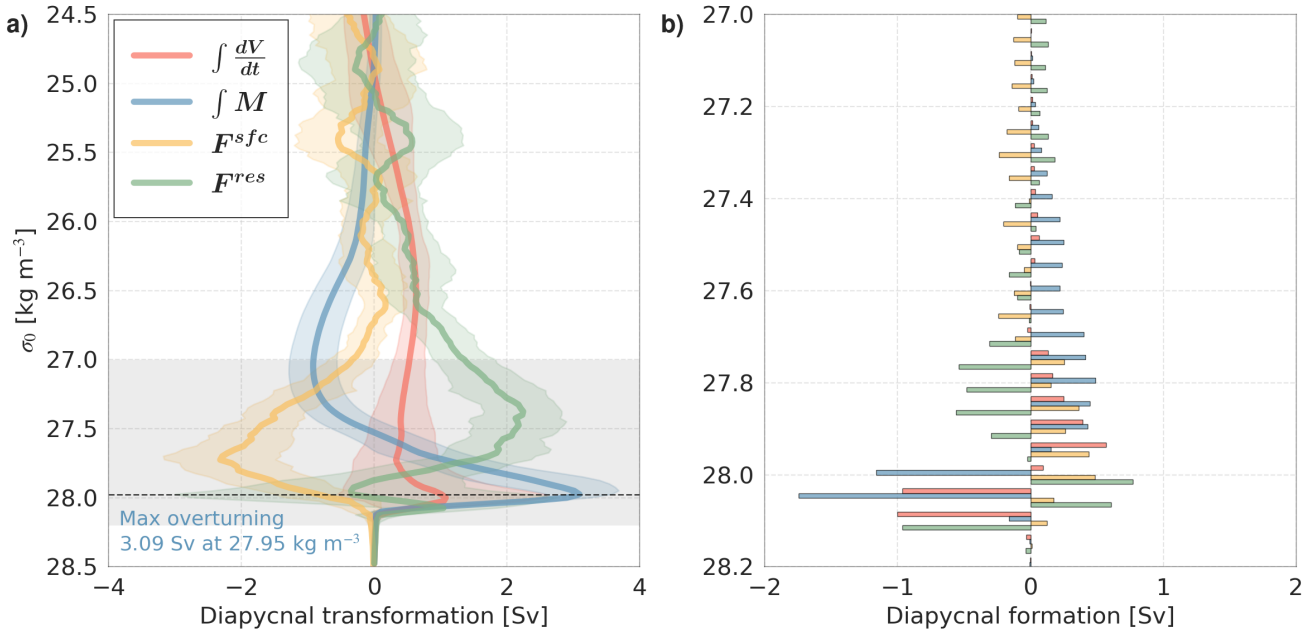 a)
24.5
25.0
25.5
26.0
26.5
27.0
27.5
28.0
28.5
σ₀ [kg m⁻³]
∫ dV/dt
∫ M
F^sfc
F^res
Max overturning
3.09 Sv at 27.95 kg m⁻³
−4
−2
0
2
4
Diapycnal transformation [Sv]
b)
27.0
27.2
27.4
27.6
27.8
28.0
28.2
−2
−1
0
1
2
Diapycnal formation [Sv]